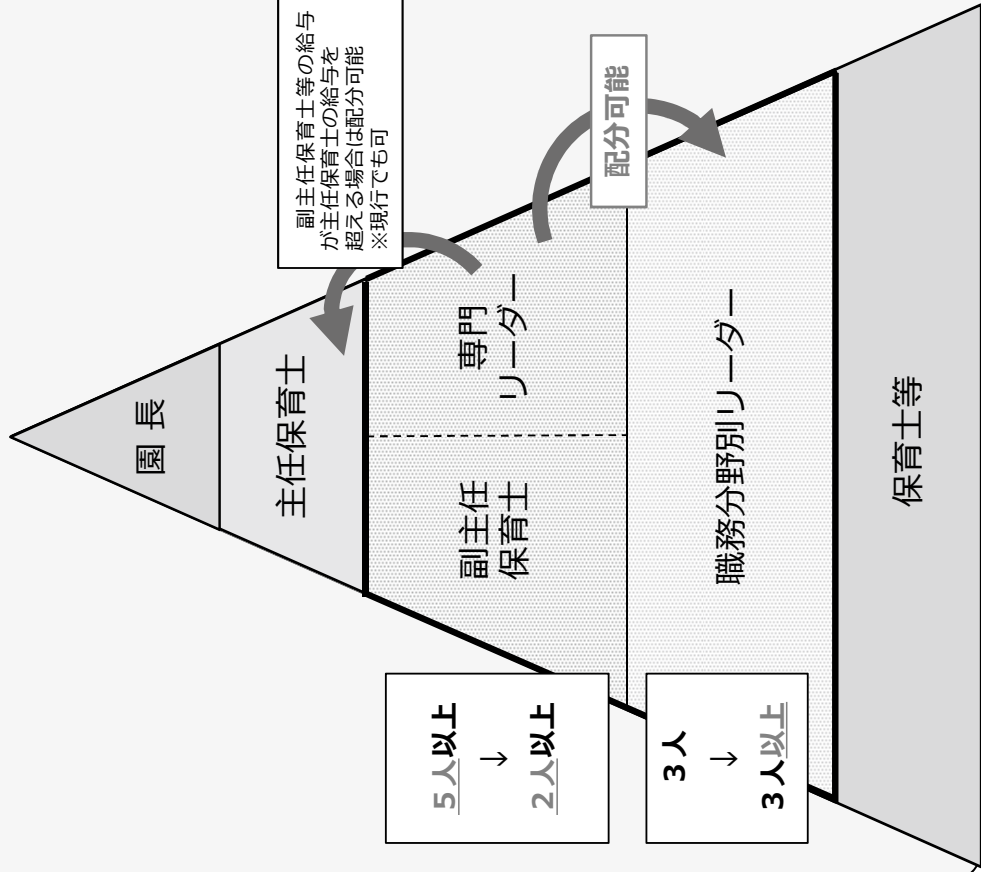 園長
主任保育士
副主任保育士等の給与
が主任保育士の給与を
超える場合は配分可能
※現行でも可
副主任
保育士
専門
リーダー
配分可能
5人以上
↓
2人以上
職務分野別リーダー
3人
↓
3人以上
保育士等